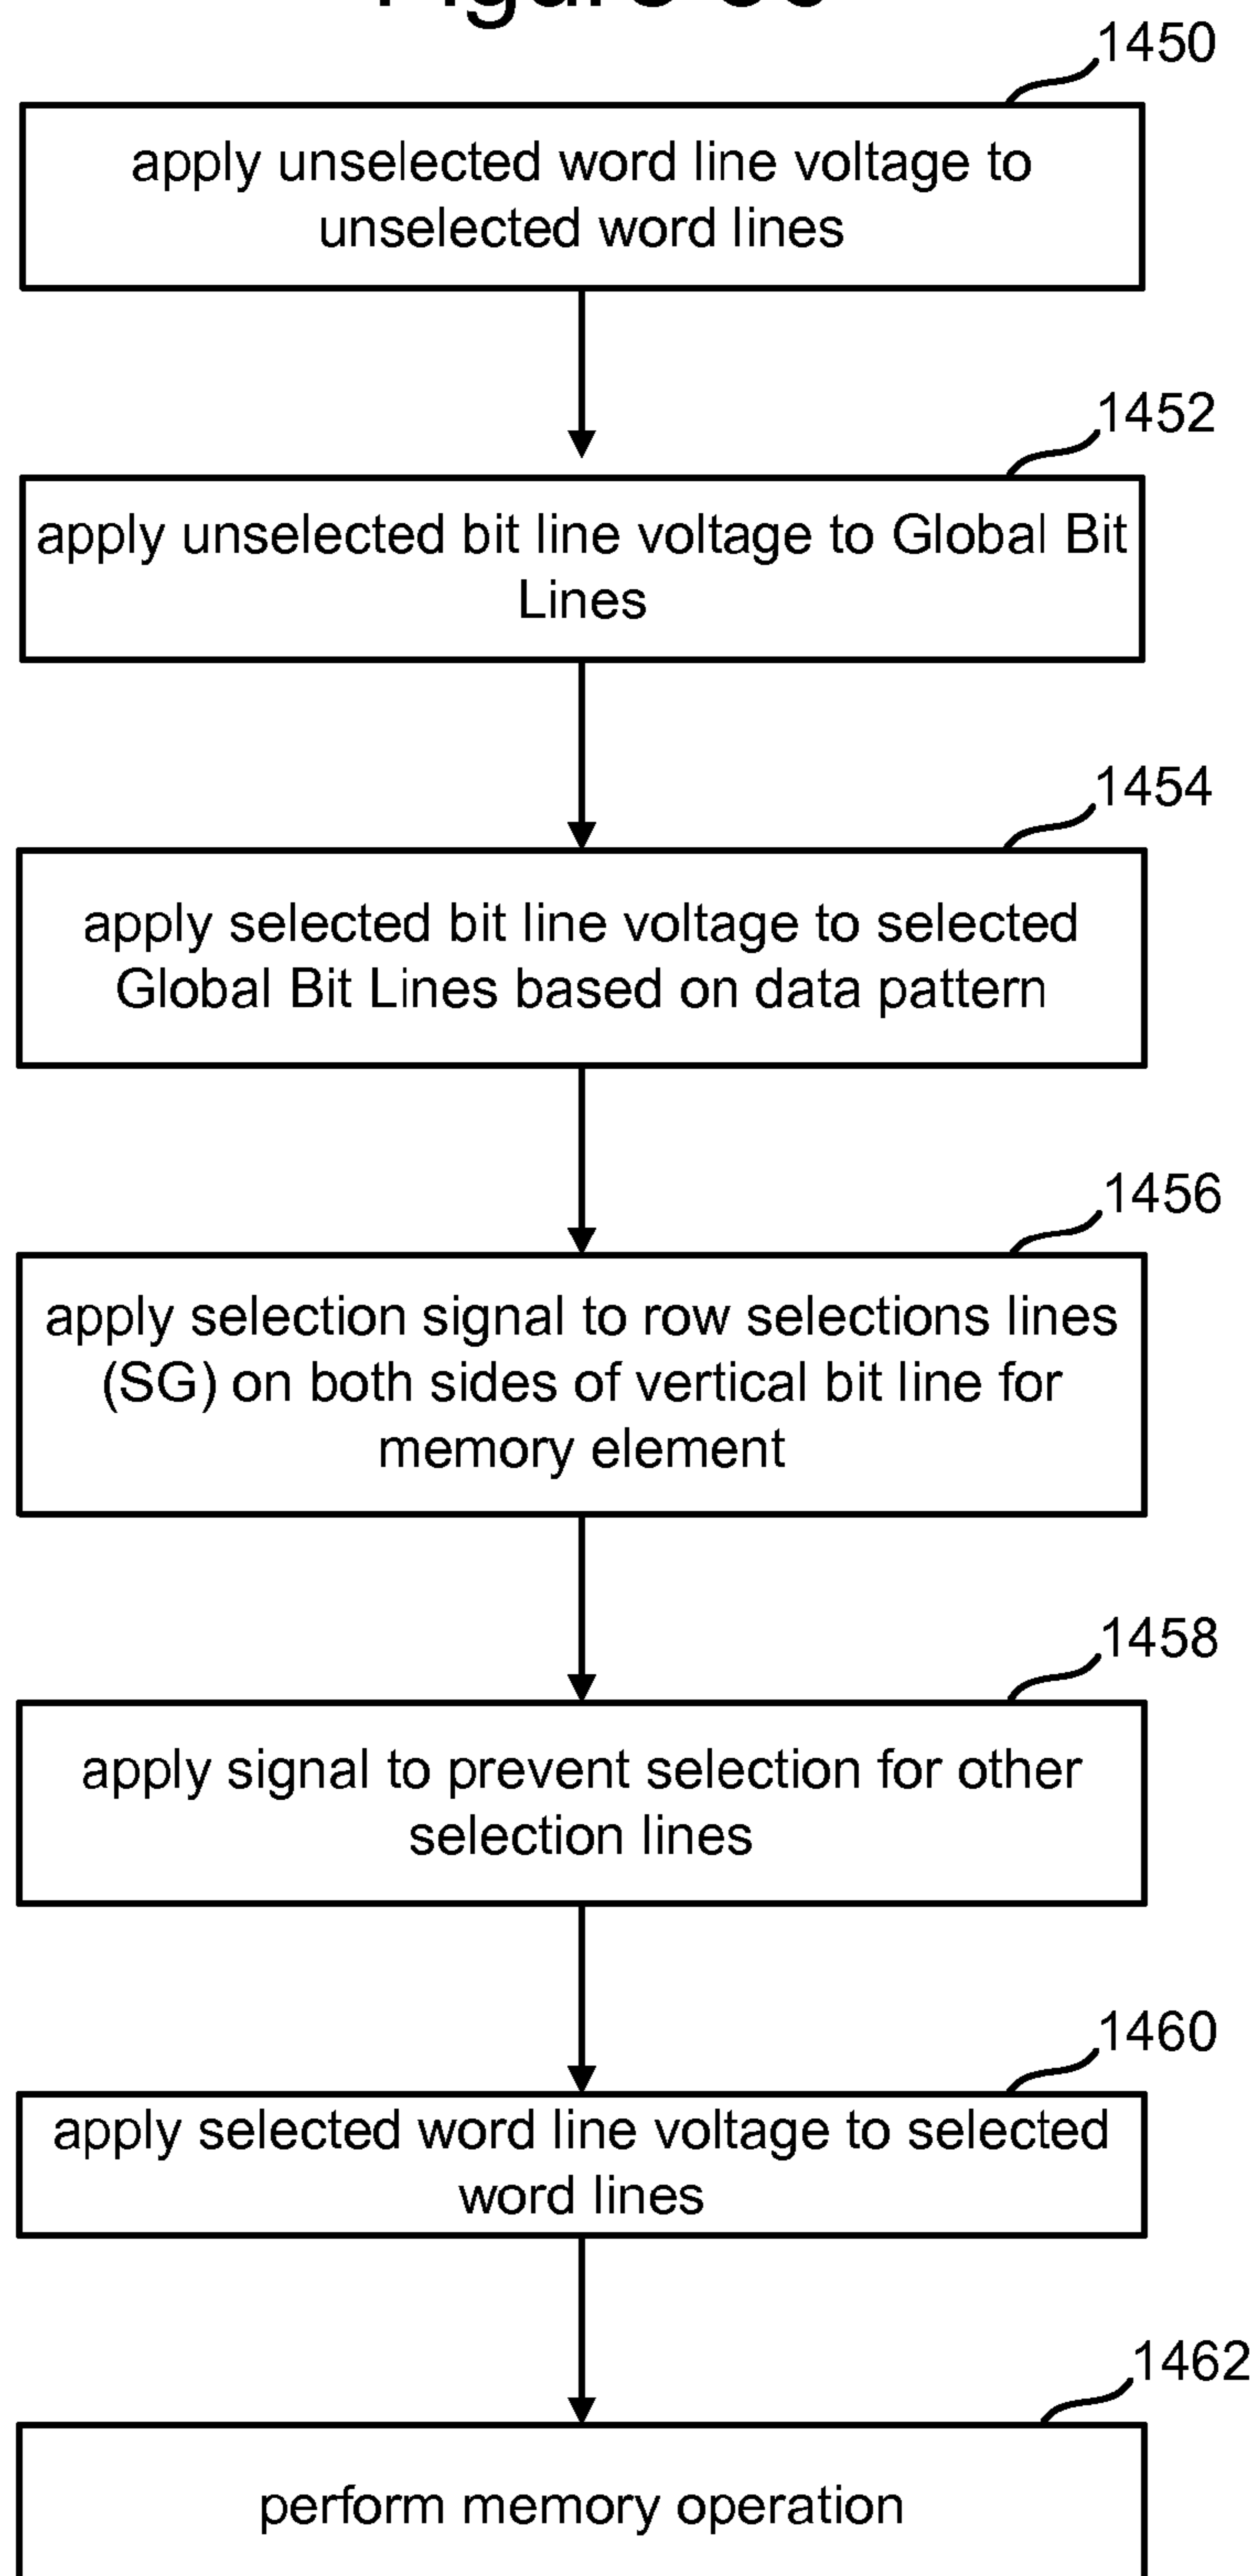 1450
apply unselected word line voltage to
unselected word lines
1452
apply unselected bit line voltage to Global Bit
Lines
1454
apply selected bit line voltage to selected
Global Bit Lines based on data pattern
1456
apply selection signal to row selections lines
(SG) on both sides of vertical bit line for
memory element
1458
apply signal to prevent selection for other
selection lines
1460
apply selected word line voltage to selected
word lines
1462
perform memory operation